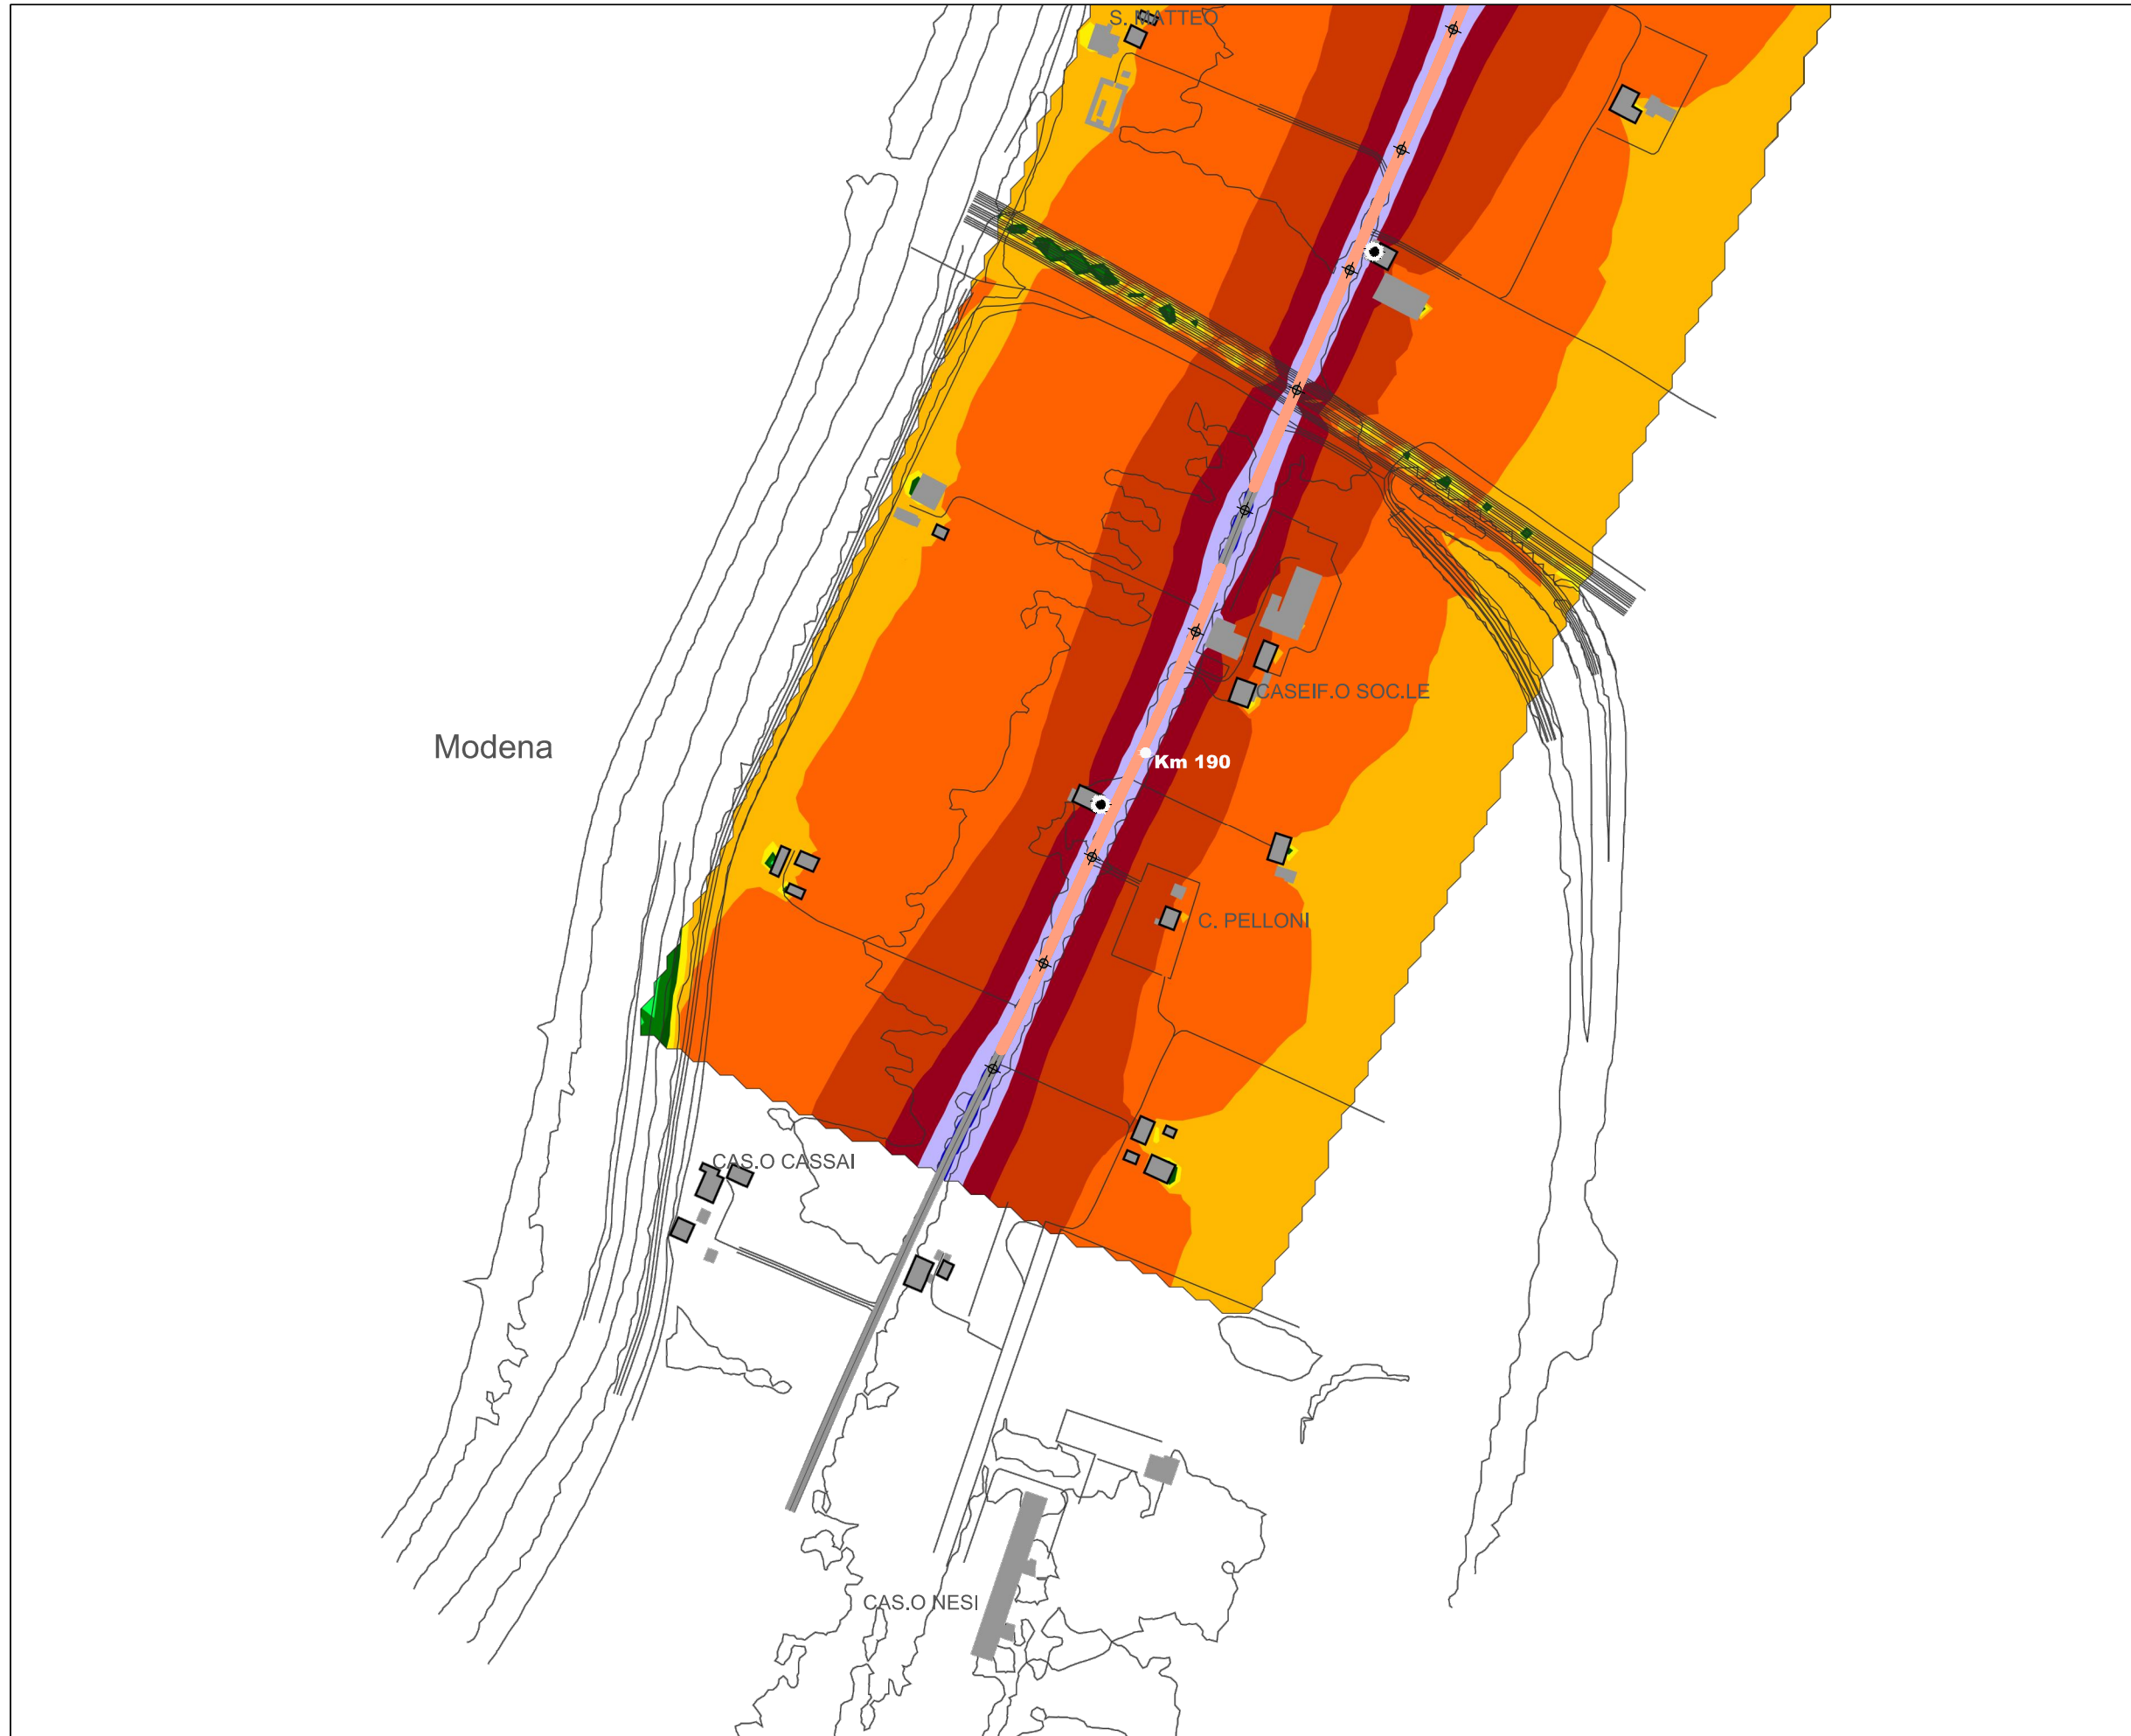 S. MATTEO
CASEIF.O SOC.LE
Modena
Km 190
C. PELLONI
CAS.O CASSAI
CAS.O NESI